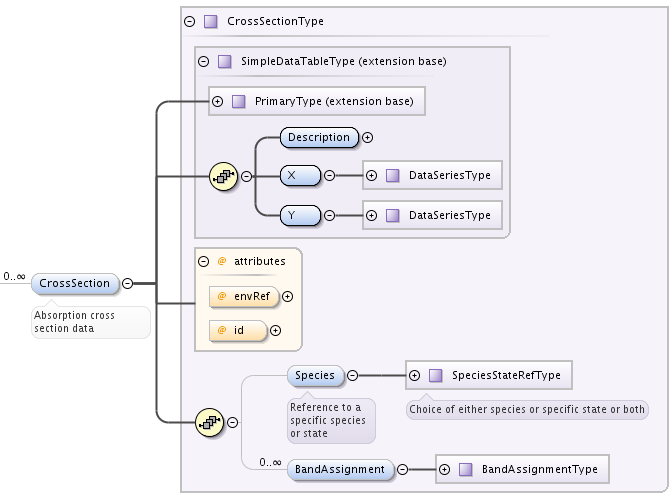 CrossSectionType
SimpleDataTableType (extension base)
PrimaryType (extension base)
Description
X
DataSeriesType
Y
DataSeriesType
@ attributes
@ envRef
@ id
0..∞
CrossSection
Absorption cross
section data
Species
SpeciesStateRefType
Reference to a
specific species
or state
Choice of either species or specific state or both
0..∞
BandAssignment
BandAssignmentType